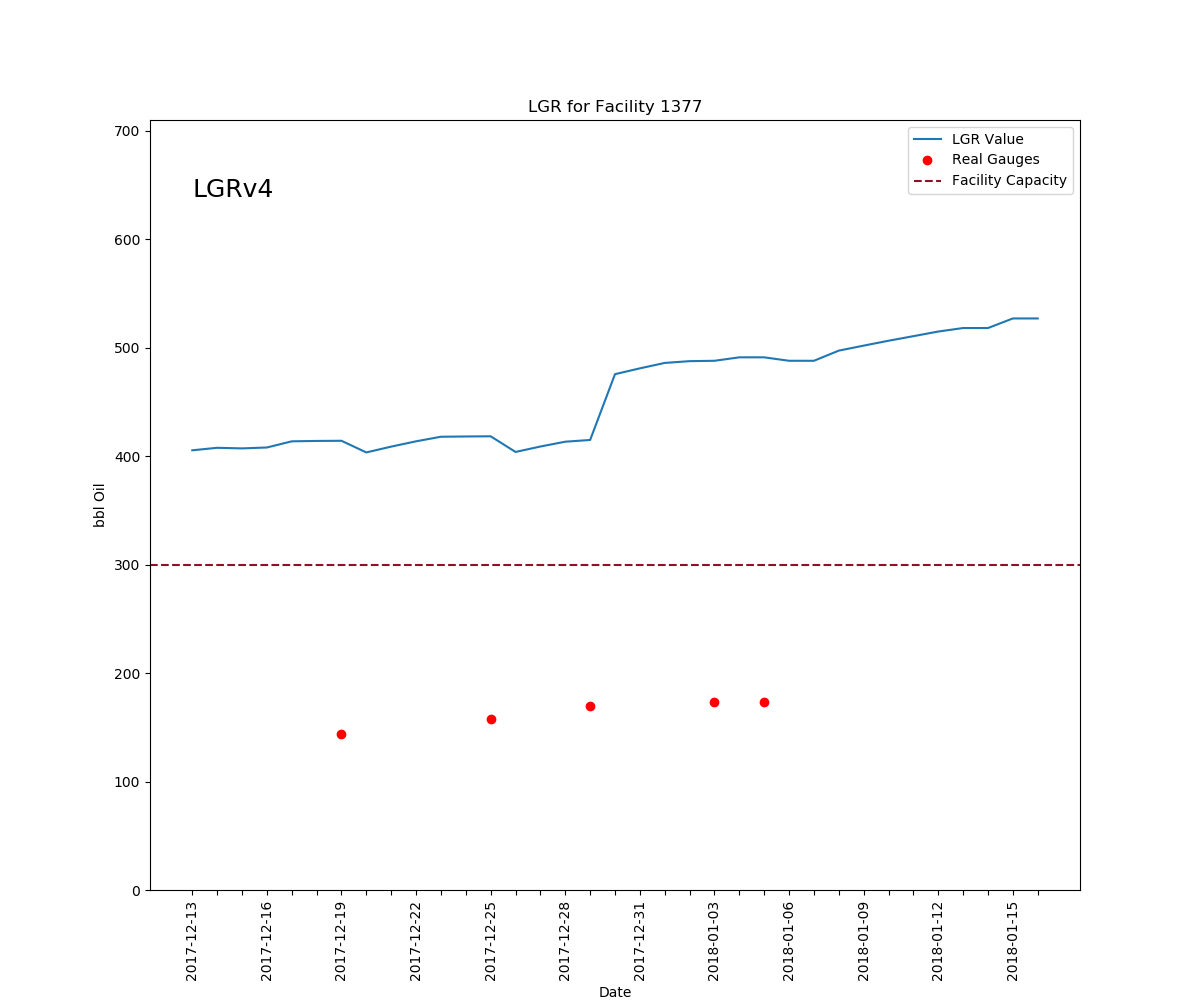 LGR for Facility 1377
LGRv4
LGR Value
Real Gauges
Facility Capacity
bbl Oil
700
600
500
400
300
200
100
0
2017-12-13
2017-12-16
2017-12-19
2017-12-22
2017-12-25
2017-12-28
2017-12-31
2018-01-03
2018-01-06
2018-01-09
2018-01-12
2018-01-15
Date